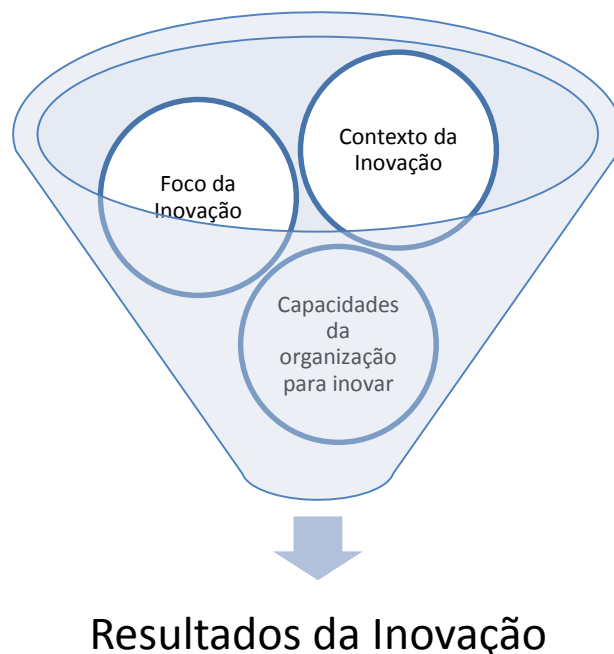 Contexto da
Inovação
Foco da
Inovação
Capacidades
da
organização
para inovar
Resultados da Inovação